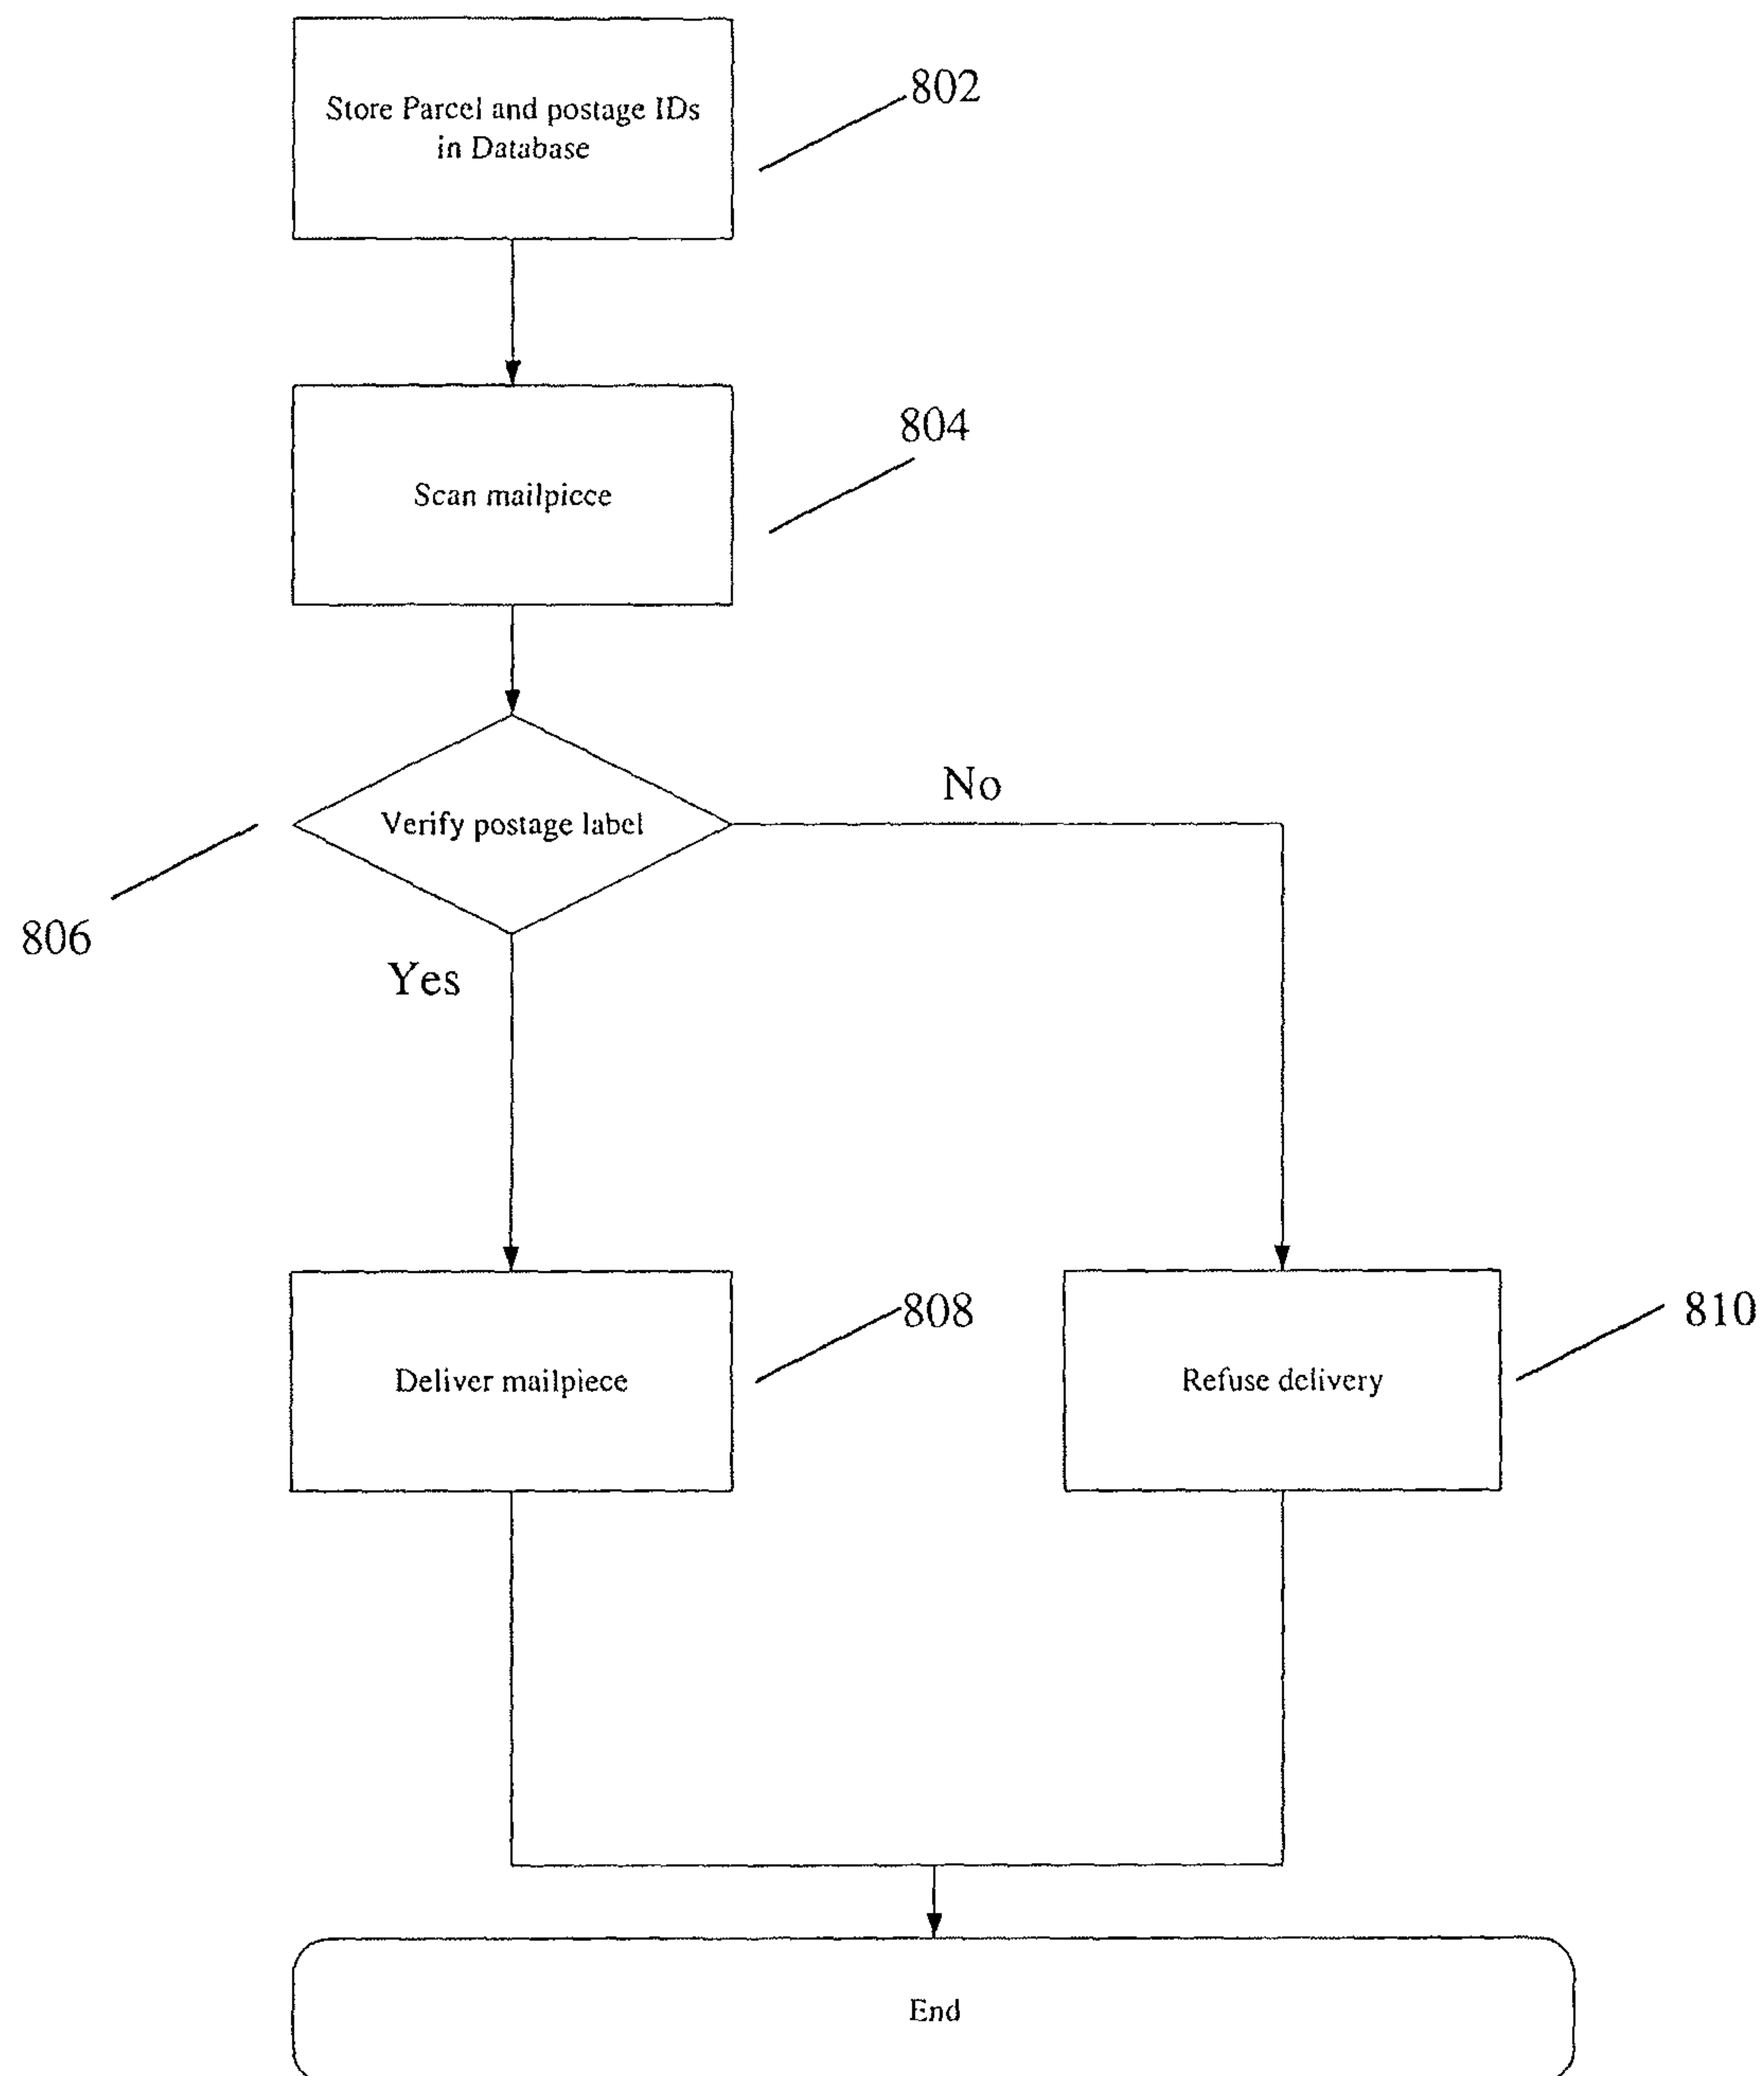 Store Parcel and postage IDs
in Database
802
Scan mailpiece
804
Verify postage label
No
806
Yes
Deliver mailpiece
808
Refuse delivery
810
End